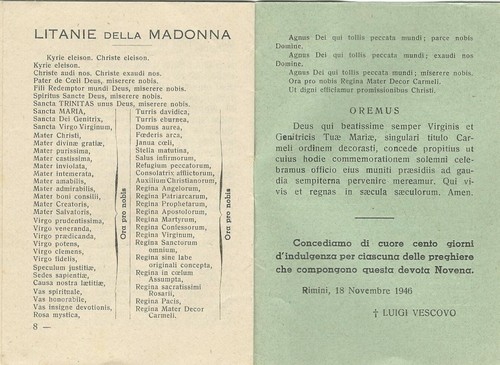 LITANIE DELLA MADONNA
Kyrie eleison. Christe eleison.
Kyrie eleison.
Christe audi nos. Christe exaudi nos.
Pater de Cœli Deus, miserere nobis.
Fili Redemptor mundi Deus, miserere nobis.
Spiritus Sancte Deus, miserere nobis.
Sancta TRINITAS unus Deus, miserere nobis.
Sancta MARIA,
Sancta Dei Genitrix,
Sancta Virgo Virginum,
Mater Christi,
Mater divinæ gratiæ,
Mater purissima,
Mater castissima,
Mater inviolata,
Mater intemerata,
Mater amabilis,
Mater admirabilis,
Mater boni consilii,
Mater Creatoris,
Mater Salvatoris,
Virgo prudentissima,
Virgo veneranda,
Virgo prædicanda,
Virgo potens,
Virgo clemens,
Virgo fidelis,
Speculum justitiæ,
Sedes sapientiæ,
Causa nostra lætitiæ,
Vas spirituale,
Vas honorabile,
Vas insigne devotionis,
Rosa mystica,
Ora pro nobis
Turris davidica,
Turris eburnea,
Domus aurea,
Fœderis arca,
Janua cœli,
Stella matutina,
Salus infirmorum,
Refugium peccatorum,
Consolatrix afflictorum,
Auxilium Christianorum,
Regina Angelorum,
Regina Patriarcarum,
Regina Prophetarum,
Regina Apostolorum,
Regina Martyrum,
Regina Confessorum,
Regina Virginum,
Regina Sanctorum
omnium,
Regina sine labe
originali concepta,
Regina in cœlum
Assumpta,
Regina sacratissimi
Rosarii,
Regina Pacis,
Regina Mater Decor
Carmeli.
Ora pro nobis
8 —
Agnus Dei qui tollis peccata mundi; parce nobis
Domine.
Agnus Dei qui tollis peccata mundi; exaudi nos
Domine.
Agnus Dei qui tollis peccata mundi; miserere nobis.
Ora pro nobis Regina Mater Decor Carmeli.
Ut digni officiamur promissionibus Christi.
OREMUS
Deus qui beatissime semper Virginis et
Genitricis Tuæ Mariæ, singulari titulo Car-
meli ordinem decorasti, concede propitius ut
cuius hodie commemorationem solemni cele-
bramus officio eius muniti præsidiis ad gau-
dia sempiterna pervenire mereamur. Qui vi-
vis et regnas in sæcula sæculorum. Amen.
Concediamo di cuore cento giorni
d'indulgenza per ciascuna delle preghiere
che compongono questa devota Novena.
Rimini, 18 Novembre 1946
† LUIGI VESCOVO